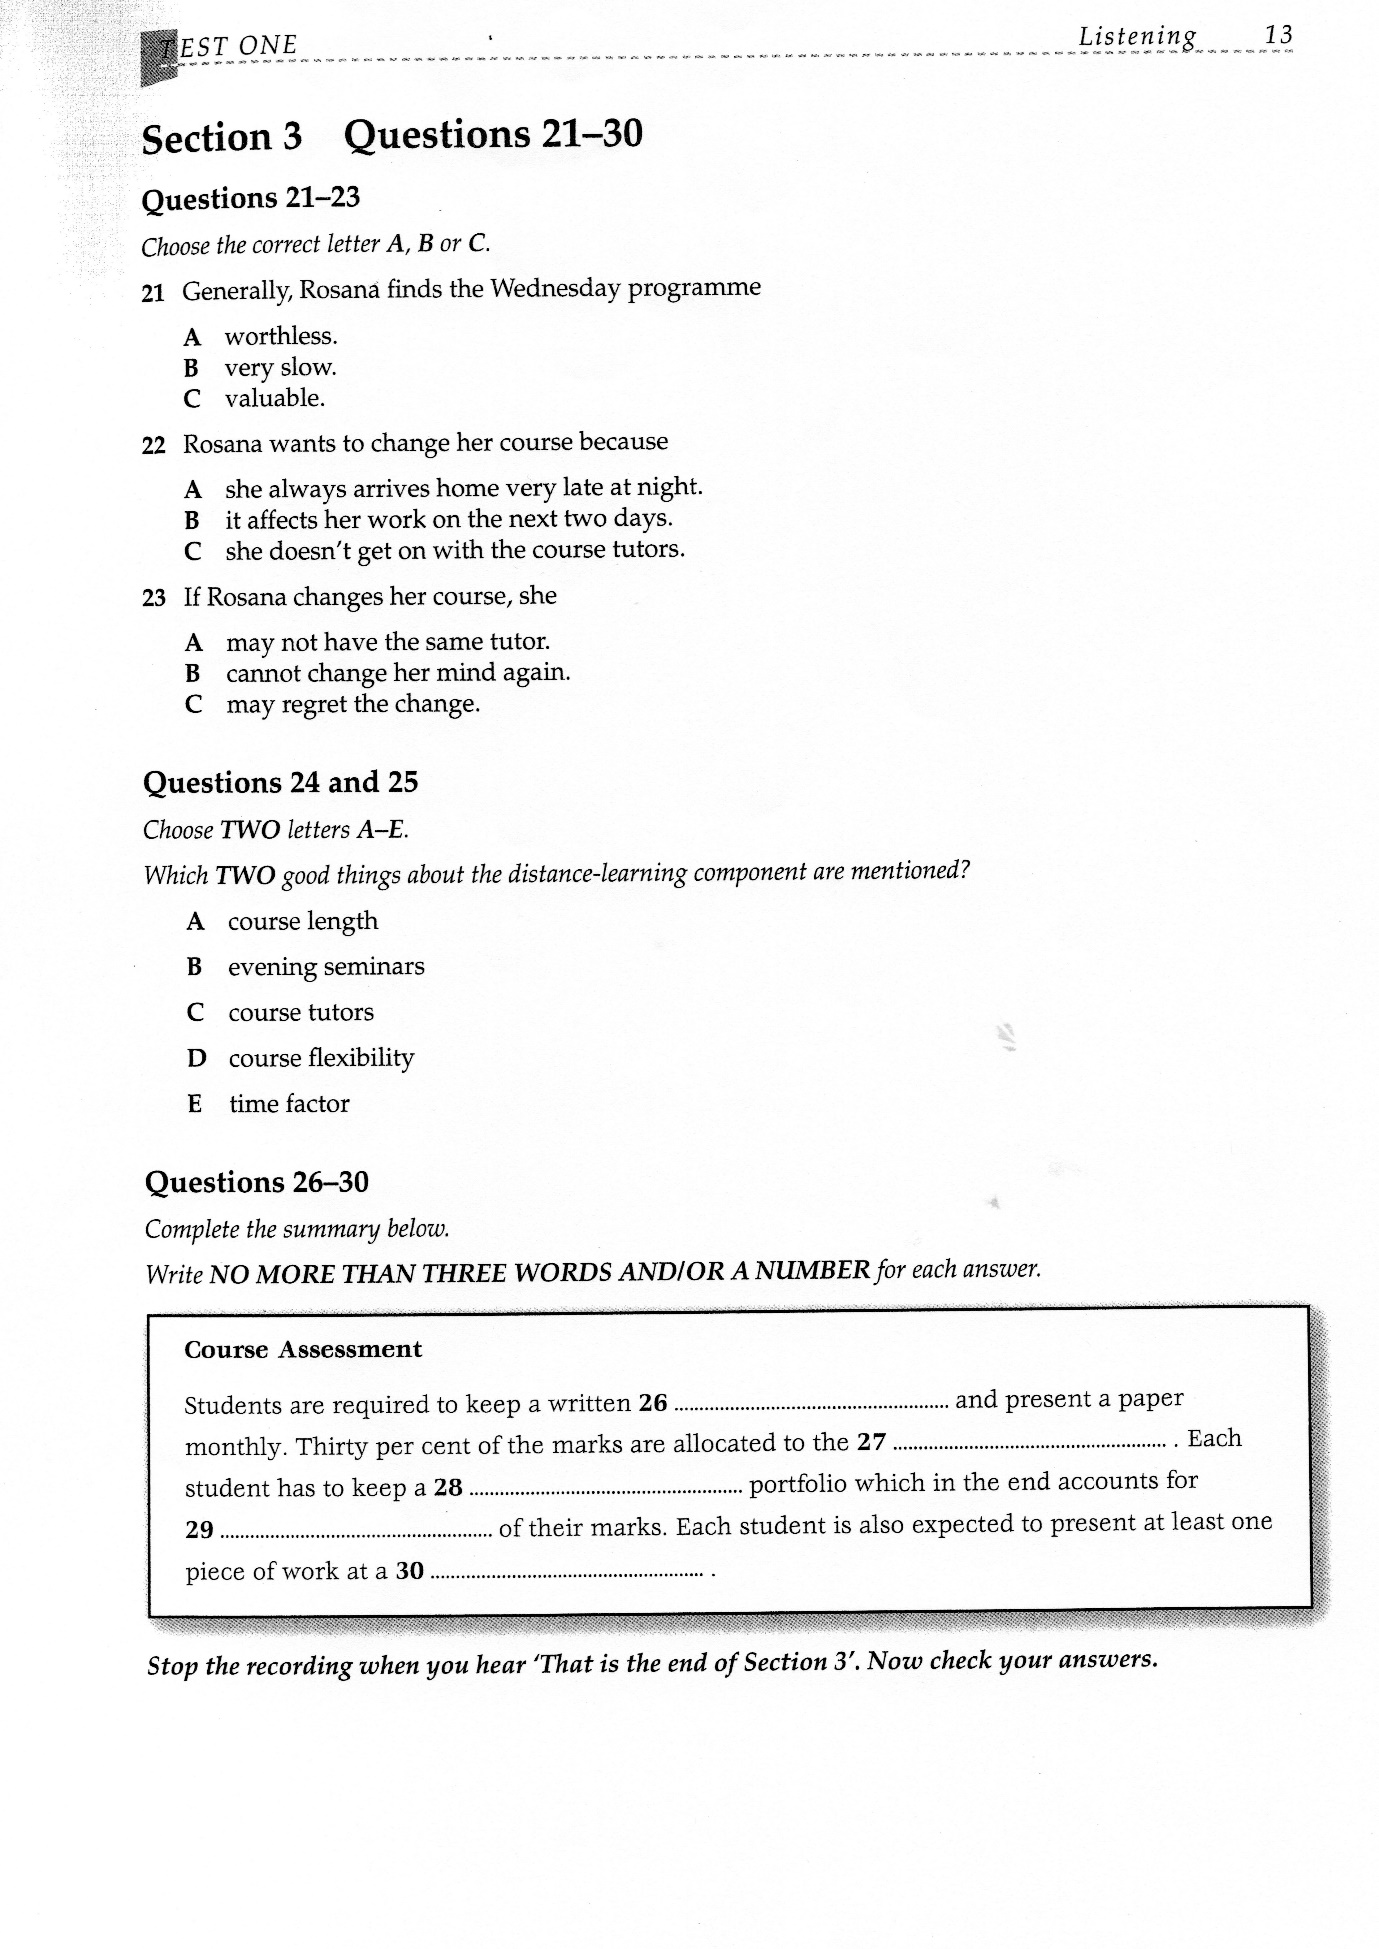 TEST ONE Listening 13
Section 3 Questions 21–30
Questions 21–23
Choose the correct letter A, B or C.
21 Generally, Rosana finds the Wednesday programme
A worthless.
B very slow.
C valuable.
22 Rosana wants to change her course because
A she always arrives home very late at night.
B it affects her work on the next two days.
C she doesn't get on with the course tutors.
23 If Rosana changes her course, she
A may not have the same tutor.
B cannot change her mind again.
C may regret the change.
Questions 24 and 25
Choose TWO letters A–E.
Which TWO good things about the distance-learning component are mentioned?
A course length
B evening seminars
C course tutors
D course flexibility
E time factor
Questions 26–30
Complete the summary below.
Write NO MORE THAN THREE WORDS AND/OR A NUMBER for each answer.
Course Assessment
Students are required to keep a written 26 .................................................. and present a paper
monthly. Thirty per cent of the marks are allocated to the 27 .................................................. . Each
student has to keep a 28 .................................................. portfolio which in the end accounts for
29 .................................................. of their marks. Each student is also expected to present at least one
piece of work at a 30 .................................................. .
Stop the recording when you hear 'That is the end of Section 3'. Now check your answers.